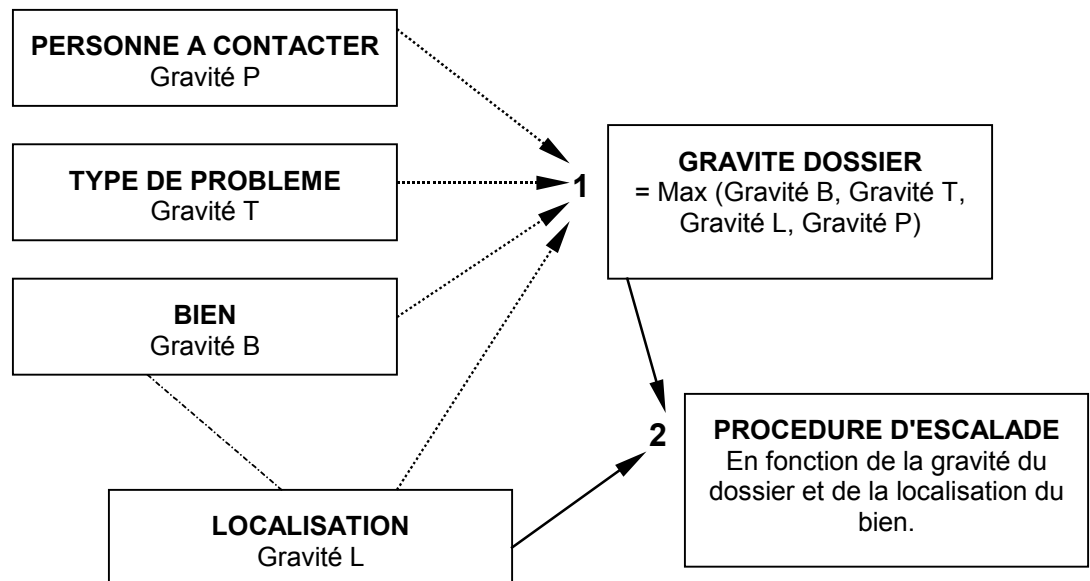 PERSONNE A CONTACTER
Gravité P
TYPE DE PROBLEME
Gravité T
BIEN
Gravité B
LOCALISATION
Gravité L
1
GRAVITE DOSSIER
= Max (Gravité B, Gravité T,
Gravité L, Gravité P)
2
PROCEDURE D'ESCALADE
En fonction de la gravité du
dossier et de la localisation du
bien.